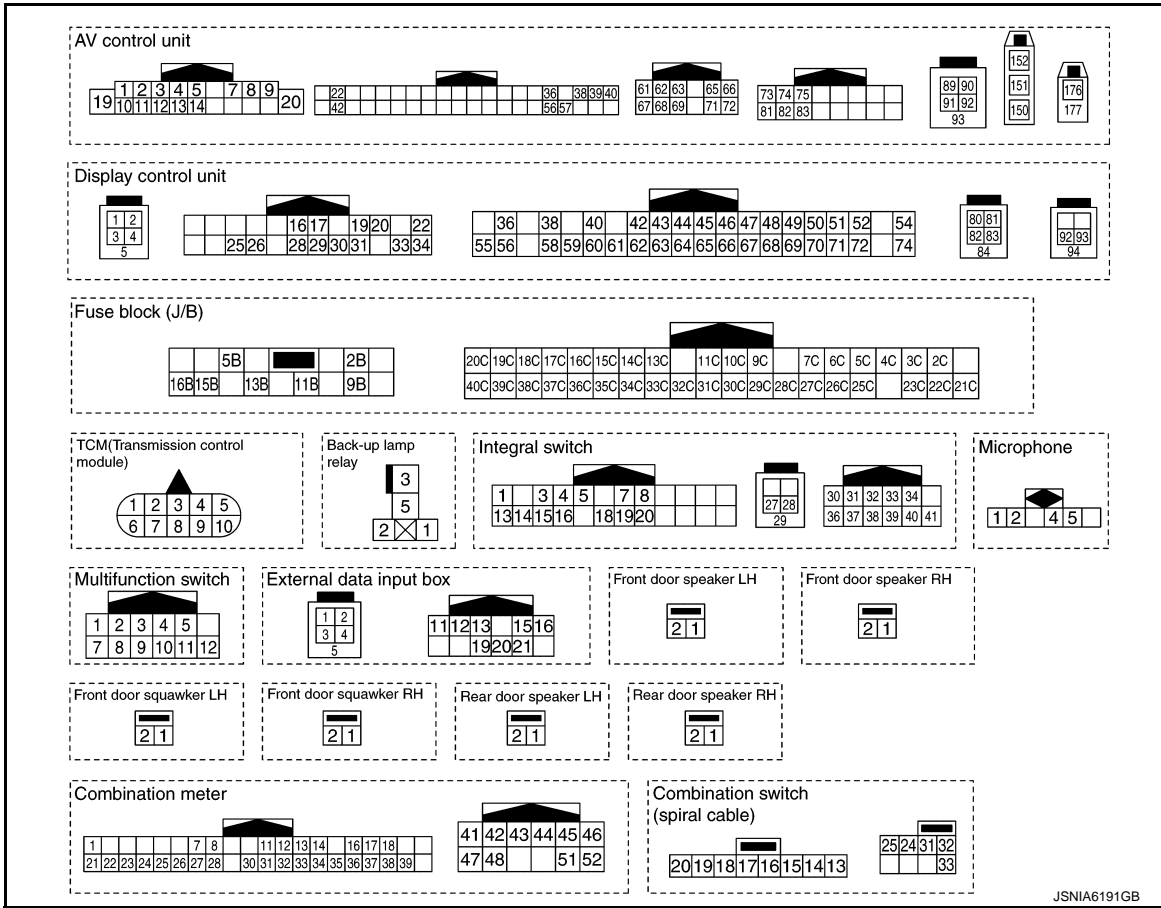 AV control unit
1 2 3 4 5 7 8 9
19 10 11 12 13 14 20
22 36 38 39 40
42 56 57
61 62 63 65 66
67 68 69 71 72
73 74 75
81 82 83
89 90
91 92
93
152
151
150
176
177
Display control unit
1 2
3 4
5
16 17 19 20 22
25 26 28 29 30 31 33 34
36 38 40 42 43 44 45 46 47 48 49 50 51 52 54
55 56 58 59 60 61 62 63 64 65 66 67 68 69 70 71 72 74
80 81
82 83
84
92 93
94
Fuse block (J/B)
5B 2B
16B 15B 13B 11B 9B
20C 19C 18C 17C 16C 15C 14C 13C 11C 10C 9C 7C 6C 5C 4C 3C 2C
40C 39C 38C 37C 36C 35C 34C 33C 32C 31C 30C 29C 28C 27C 26C 25C 23C 22C 21C
TCM(Transmission control
module)
1 2 3 4 5
6 7 8 9 10
Back-up lamp
relay
3
5
2 1
Integral switch
1 3 4 5 7 8
13 14 15 16 18 19 20
27 28
29
30 31 32 33 34
36 37 38 39 40 41
Microphone
1 2 4 5
Multifunction switch
1 2 3 4 5
7 8 9 10 11 12
External data input box
1 2
3 4
5
11 12 13 15 16
19 20 21
Front door speaker LH
2 1
Front door speaker RH
2 1
Front door squawker LH
2 1
Front door squawker RH
2 1
Rear door speaker LH
2 1
Rear door speaker RH
2 1
Combination meter
1 7 8 11 12 13 14 16 17 18
21 22 23 24 25 26 27 28 30 31 32 33 34 35 36 37 38 39
41 42 43 44 45 46
47 48 51 52
Combination switch
(spiral cable)
20 19 18 17 16 15 14 13
25 24 31 32
33
JSNIA6191GB